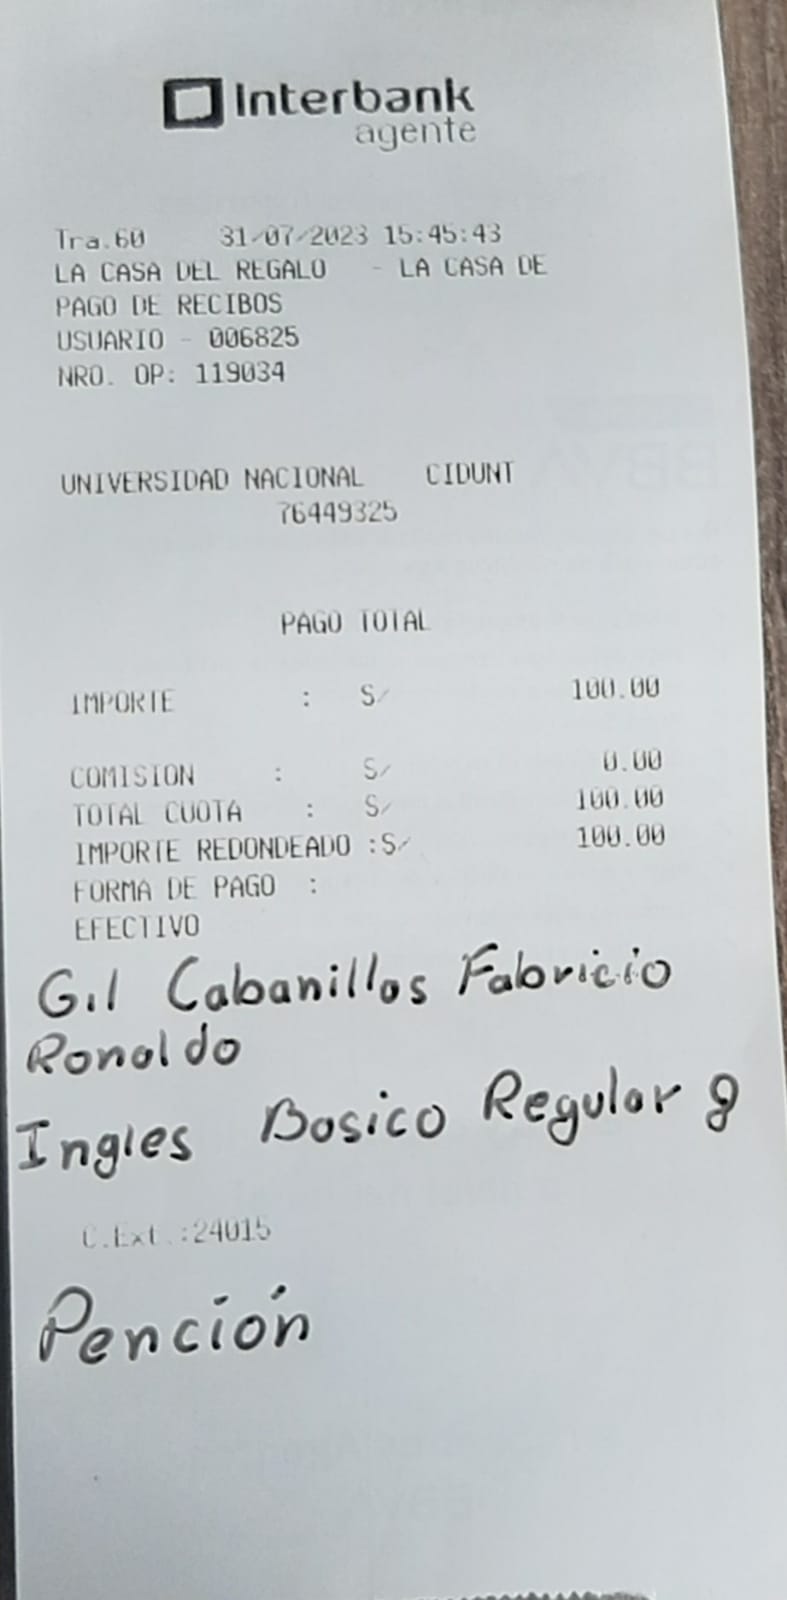 Interbank
agente
Tra.60 31/07/2023 15:45:43
LA CASA DEL REGALO - LA CASA DE
PAGO DE RECIBOS
USUARIO - 006825
NRO. OP: 119034
UNIVERSIDAD NACIONAL CIDUNT
76449325
PAGO TOTAL
IMPORTE : S/ 100.00
COMISION : S/ 0.00
TOTAL CUOTA : S/ 100.00
IMPORTE REDONDEADO :S/ 100.00
FORMA DE PAGO :
EFECTIVO
Gil Cabanillas Fabricio
Ronaldo
Ingles Basico Regular 8
C.Ext.:24015
Pención